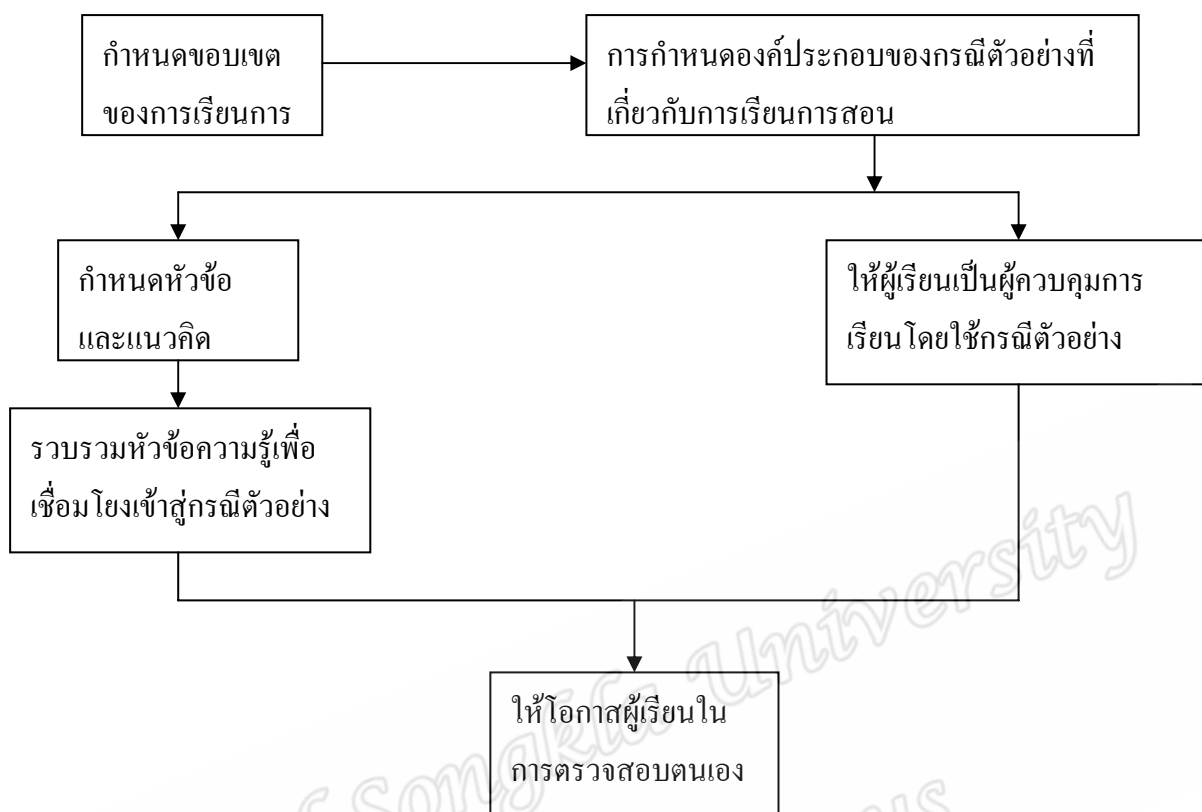 กำหนดขอบเขต
ของการเรียนการ
การกำหนดองค์ประกอบของกรณีตัวอย่างที่
เกี่ยวกับการเรียนการสอน
กำหนดหัวข้อ
และแนวคิด
ให้ผู้เรียนเป็นผู้ควบคุมการ
เรียนโดยใช้กรณีตัวอย่าง
รวบรวมหัวข้อความรู้เพื่อ
เชื่อมโยงเข้าสู่กรณีตัวอย่าง
ให้โอกาสผู้เรียนใน
การตรวจสอบตนเอง
Songkla University